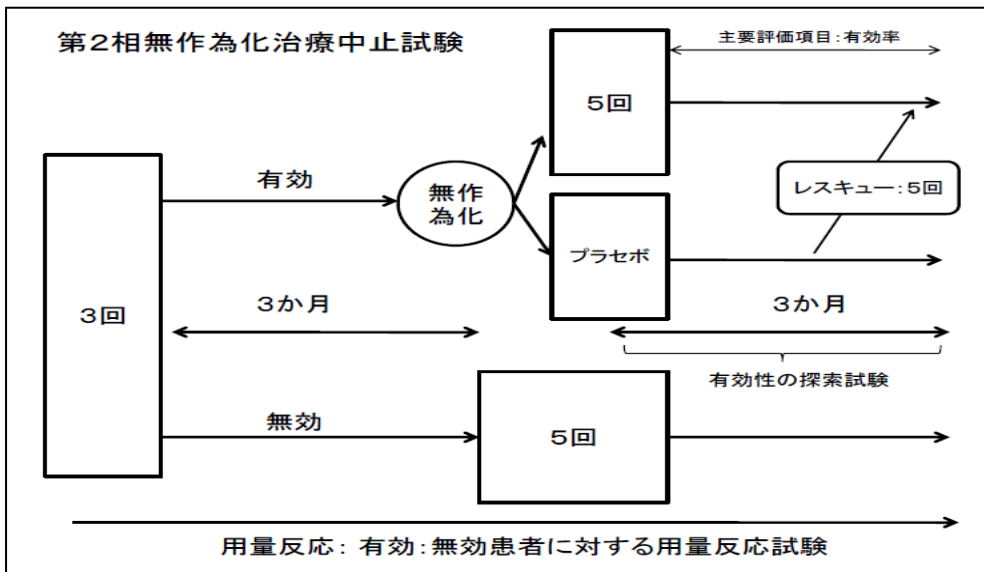 第2相無作為化治療中止試験
主要評価項目:有効率
5回
有効
無作
為化
レスキュー:5回
プラセボ
3回
3か月
3か月
有効性の探索試験
無効
5回
用量反応: 有効:無効患者に対する用量反応試験